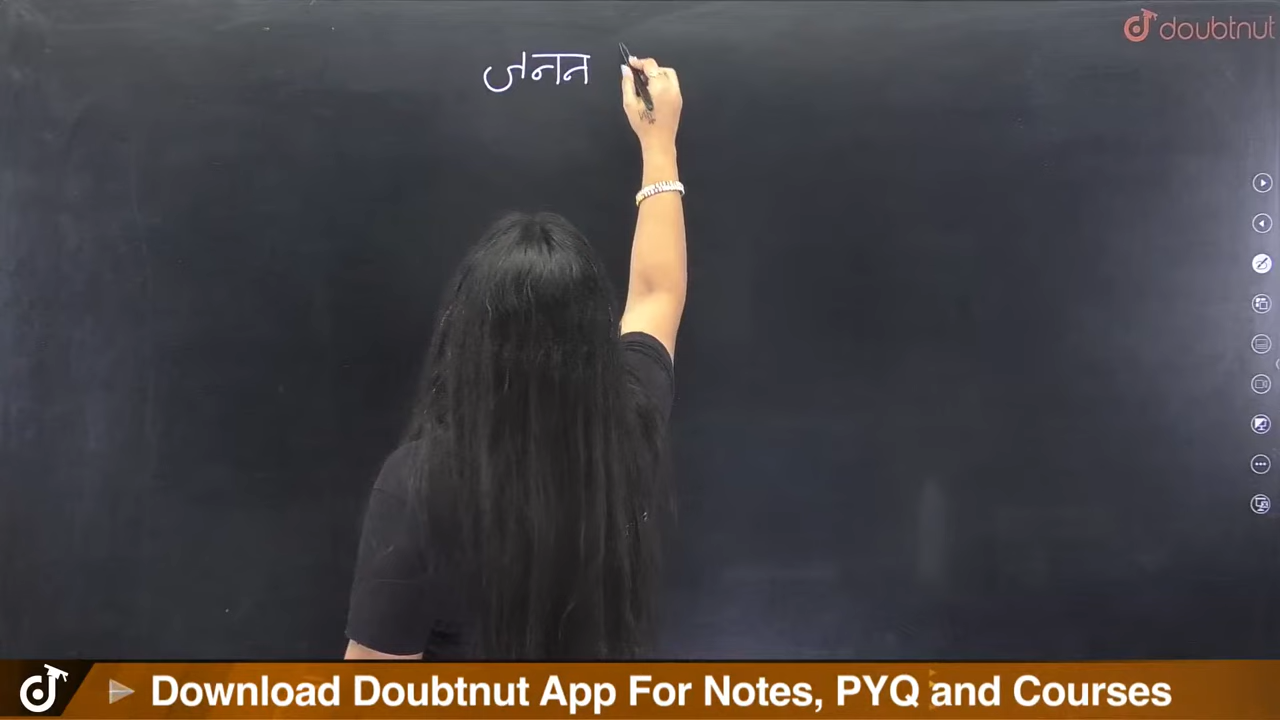 doubtnut
जनन
Download Doubtnut App For Notes, PYQ and Courses